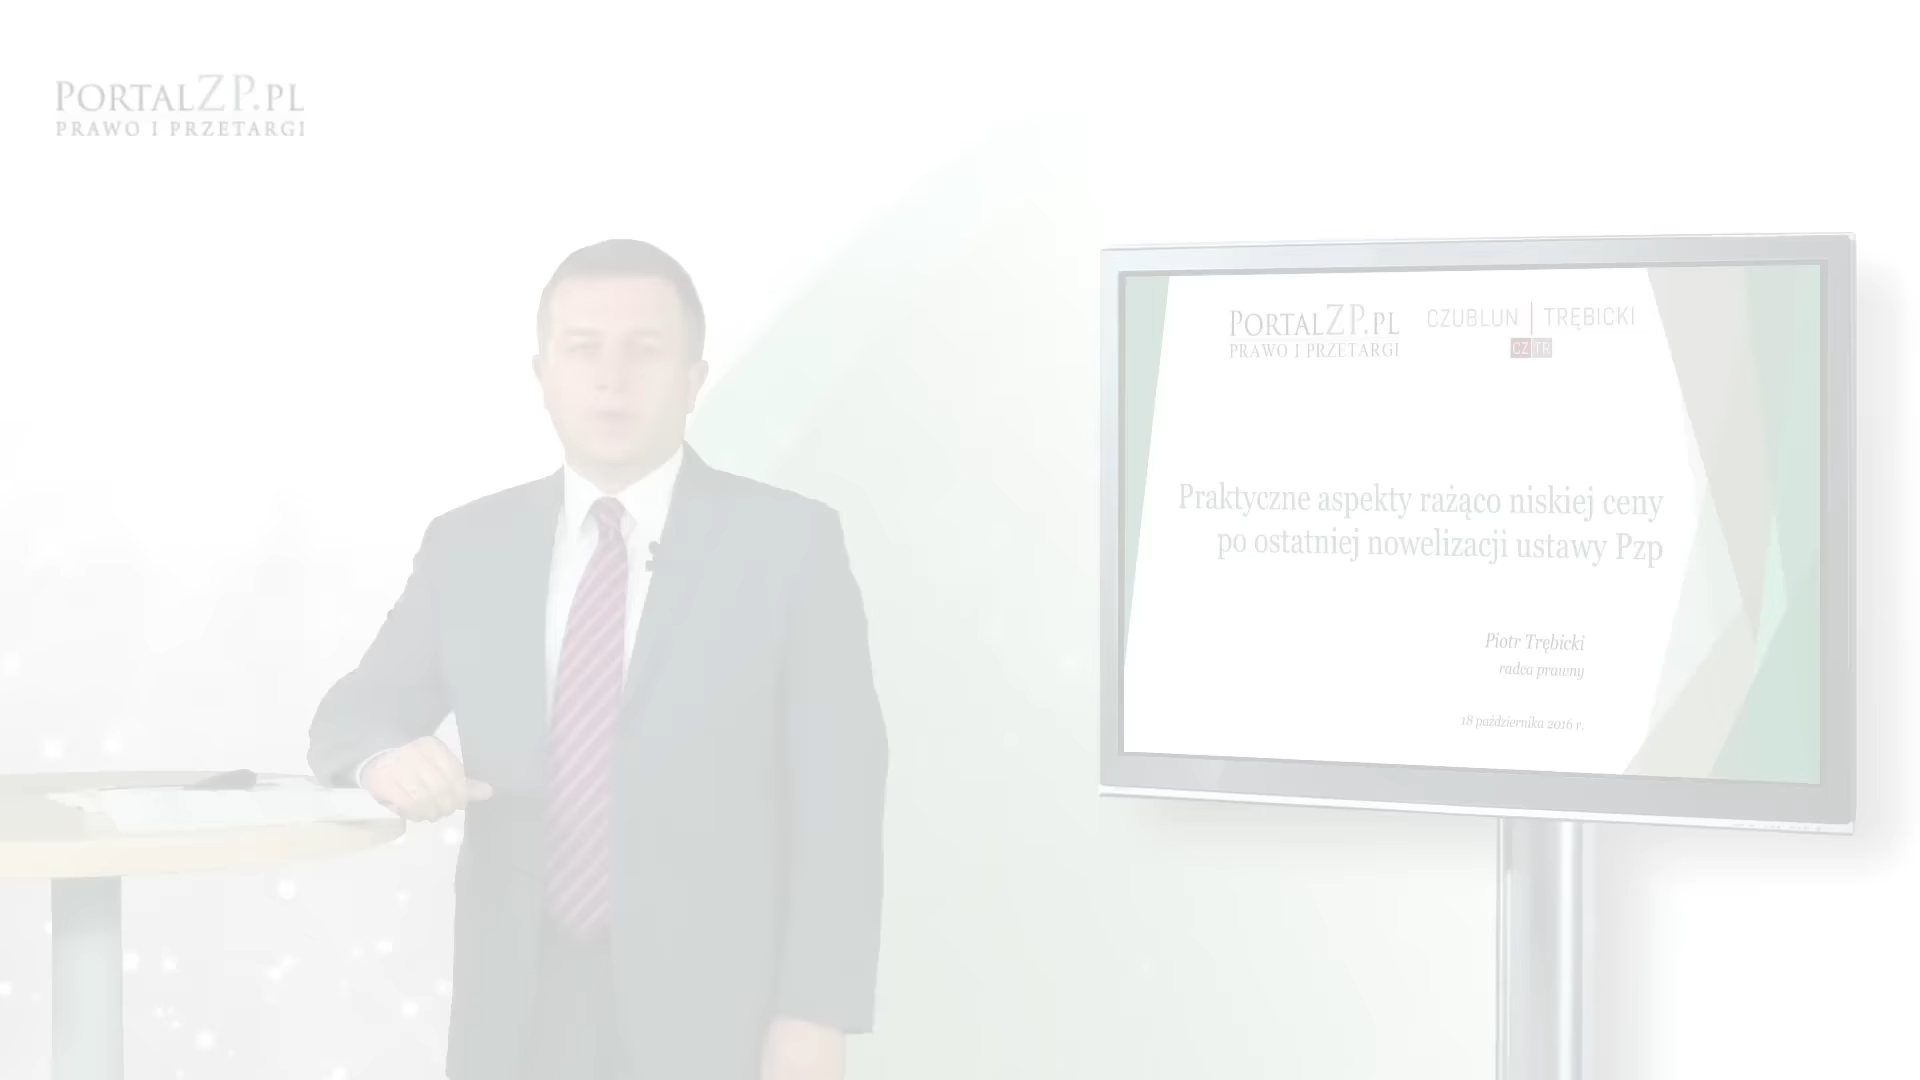 PORTALZP.PL
PRAWO I PRZETARGI
PORTALZP.PL
PRAWO I PRZETARGI
CZUBLUN | TRĘBICKI
CZ TR
Praktyczne aspekty rażąco niskiej ceny
po ostatniej nowelizacji ustawy Pzp
Piotr Trębicki
radca prawny
18 października 2016 r.